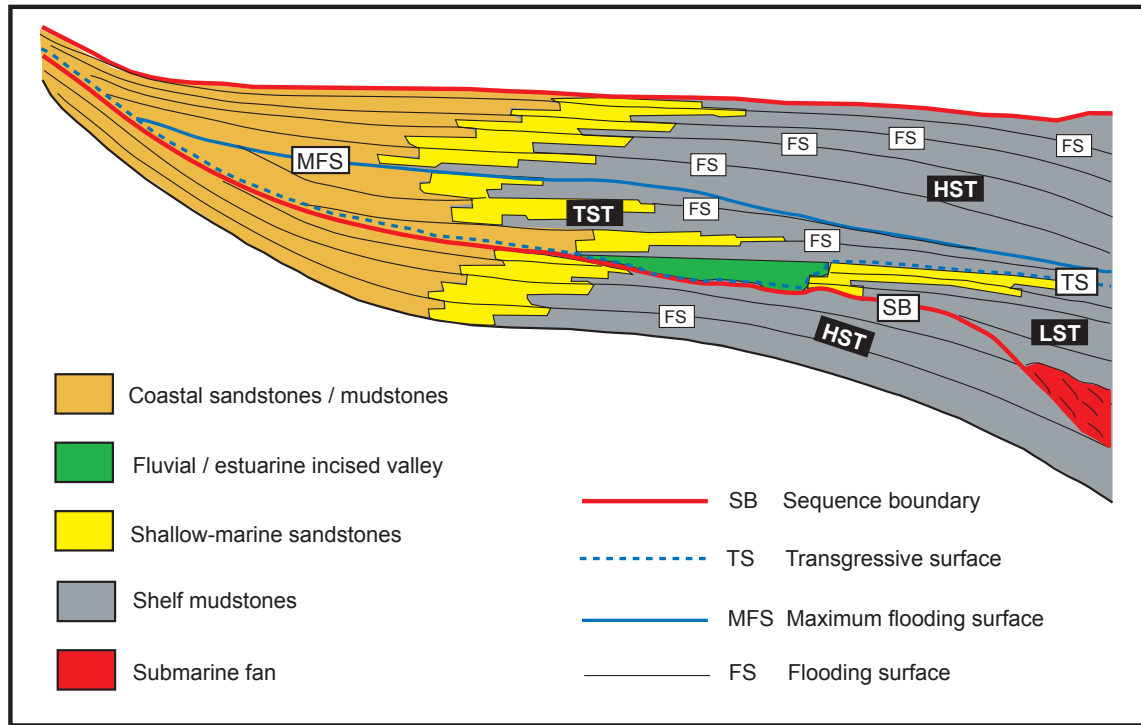 FS
FS
FS
MFS
FS
HST
TST
FS
FS
TS
SB
FS
HST
LST
Coastal sandstones / mudstones
Fluvial / estuarine incised valley
Shallow-marine sandstones
Shelf mudstones
Submarine fan
SB Sequence boundary
TS Transgressive surface
MFS Maximum flooding surface
FS Flooding surface